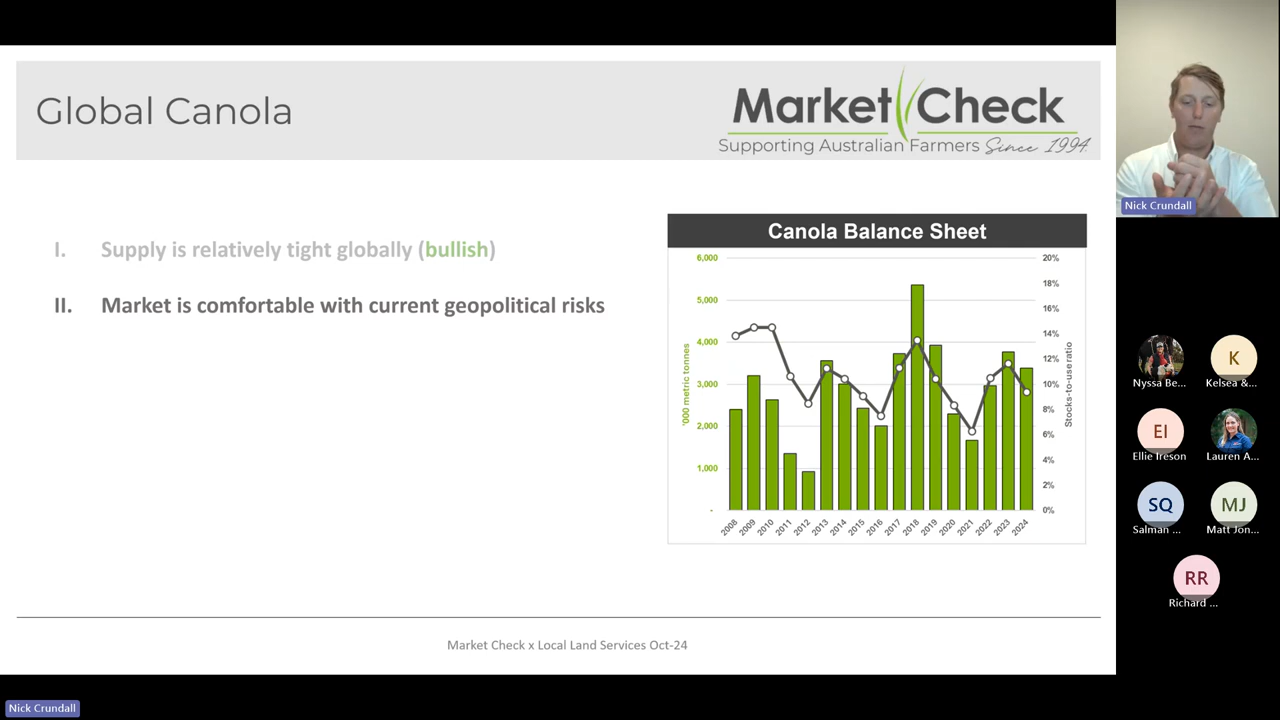 Global Canola
Market Check
Supporting Australian Farmers Since 1994
I. Supply is relatively tight globally (bullish)
II. Market is comfortable with current geopolitical risks
Canola Balance Sheet
'000 metric tonnes
6,000
5,000
4,000
3,000
2,000
1,000
-
20%
18%
16%
14%
12%
10%
8%
6%
4%
2%
0%
Stocks-to-use ratio
2008
2009
2010
2011
2012
2013
2014
2015
2016
2017
2018
2019
2020
2021
2022
2023
2024
Market Check x Local Land Services Oct-24
Nick Crundall
Nyssa Be...
K
Kelsea &...
EI
Ellie Ireson
Lauren A...
SQ
Salman ...
MJ
Matt Jon...
RR
Richard ...
Nick Crundall